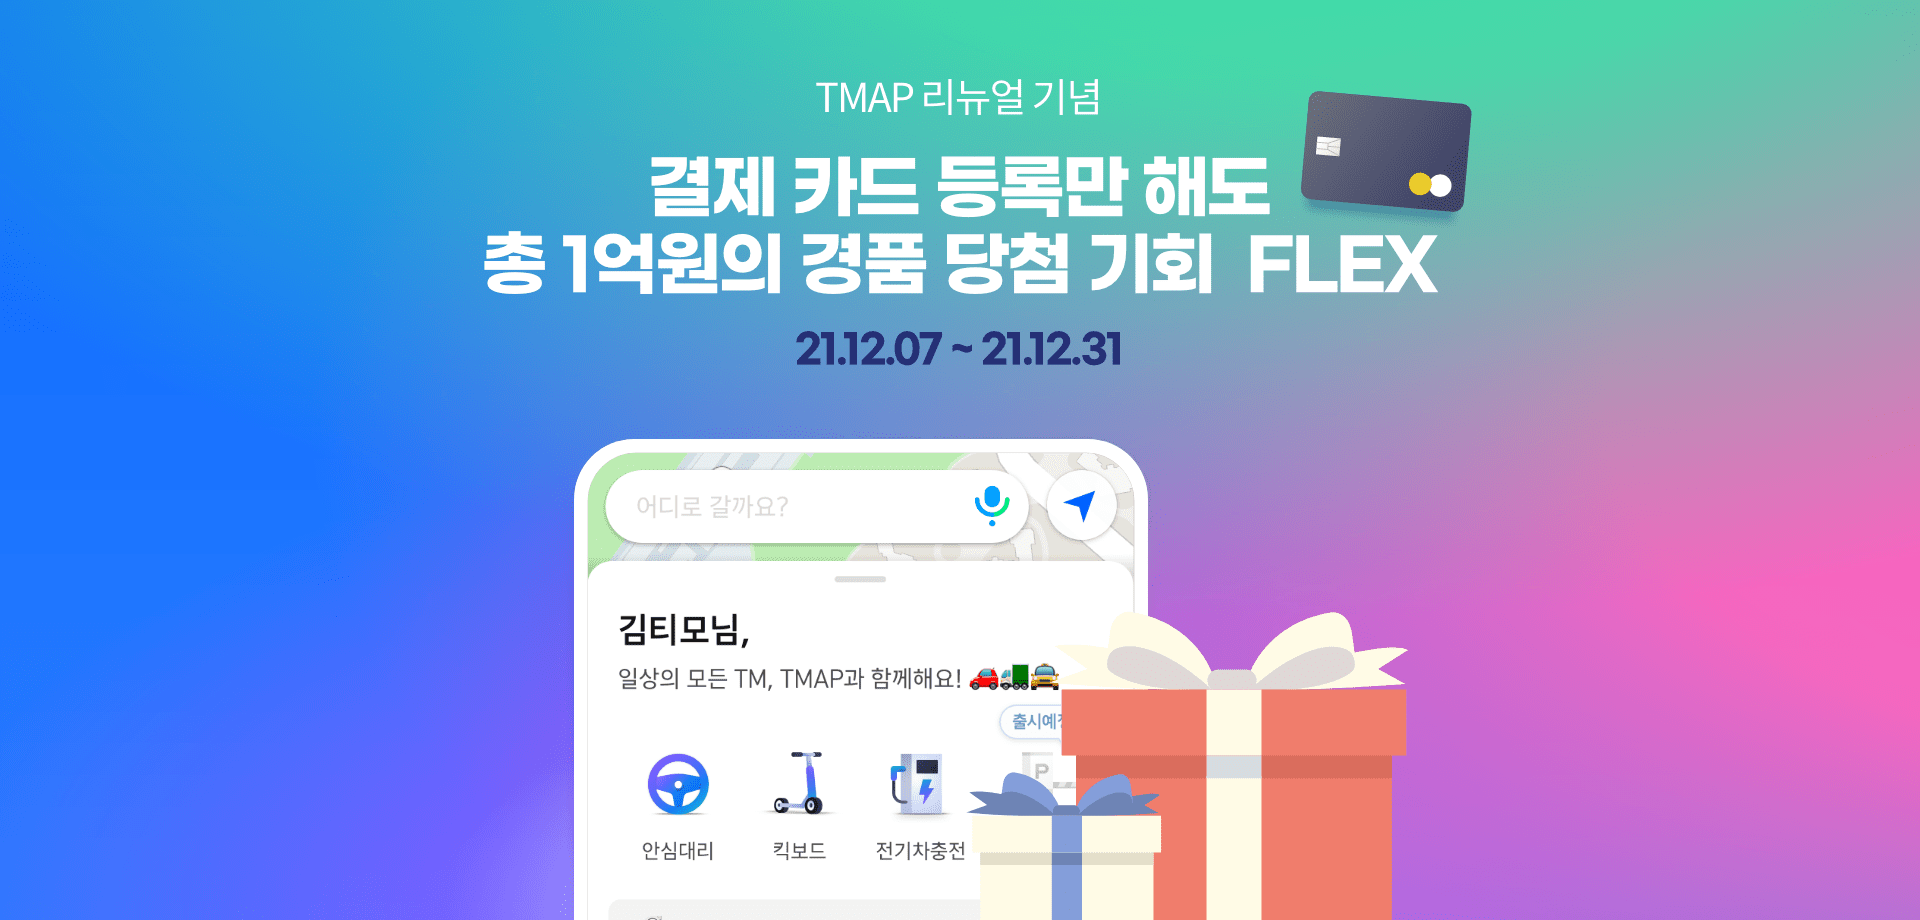 TMAP 리뉴얼 기념
결제 카드 등록만 해도
총 1억원의 경품 당첨 기회 FLEX
21.12.07 ~ 21.12.31
어디로 갈까요?
김티모님,
일상의 모든 TM, TMAP과 함께해요!
출시예
P
안심대리 킥보드 전기차충전